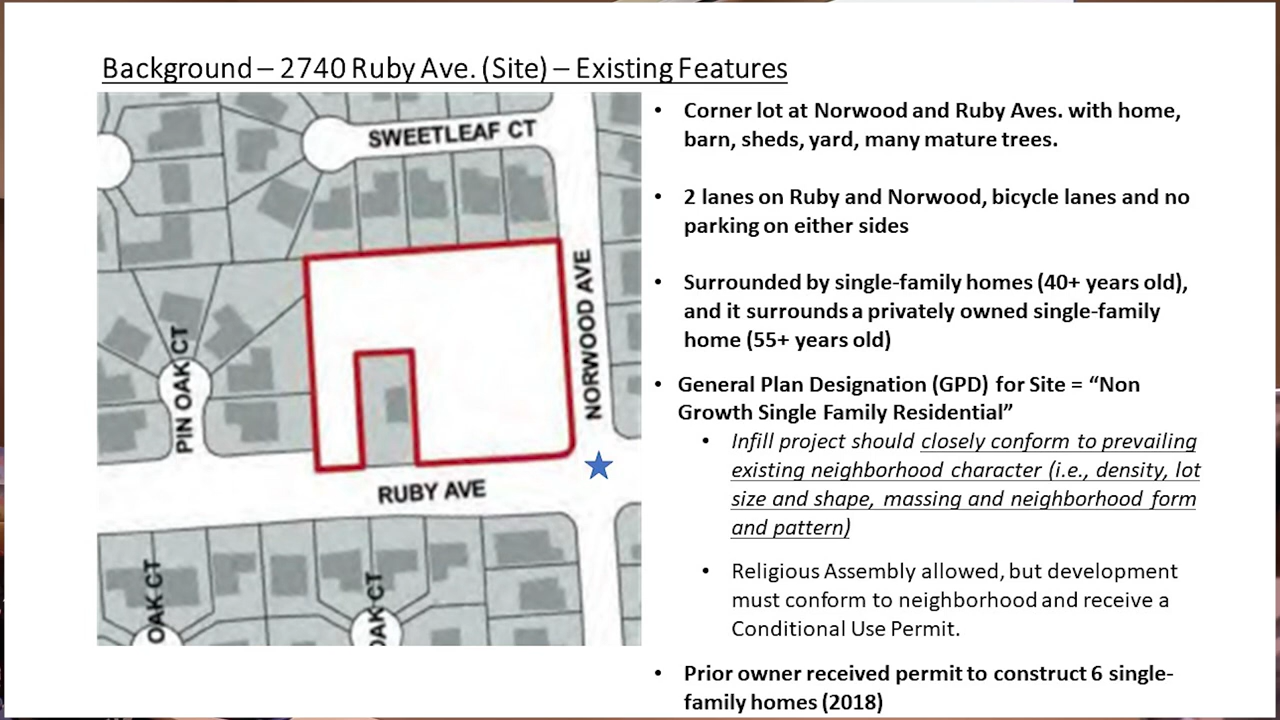 Background – 2740 Ruby Ave. (Site) – Existing Features
SWEETLEAF CT
NORWOOD AVE
PIN OAK CT
RUBY AVE
OAK CT
OAK CT
• Corner lot at Norwood and Ruby Aves. with home,
barn, sheds, yard, many mature trees.
• 2 lanes on Ruby and Norwood, bicycle lanes and no
parking on either sides
• Surrounded by single-family homes (40+ years old),
and it surrounds a privately owned single-family
home (55+ years old)
• General Plan Designation (GPD) for Site = “Non
Growth Single Family Residential”
• Infill project should closely conform to prevailing
existing neighborhood character (i.e., density, lot
size and shape, massing and neighborhood form
and pattern)
• Religious Assembly allowed, but development
must conform to neighborhood and receive a
Conditional Use Permit.
• Prior owner received permit to construct 6 single-
family homes (2018)